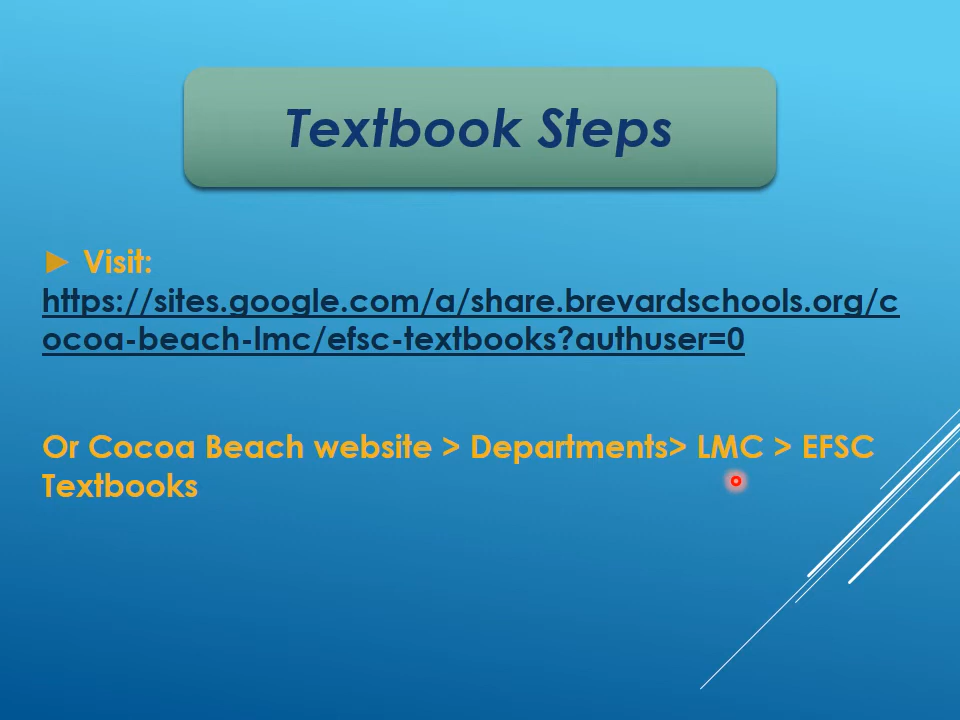 Textbook Steps
► Visit:
https://sites.google.com/a/share.brevardschools.org/c
ocoa-beach-lmc/efsc-textbooks?authuser=0
Or Cocoa Beach website > Departments> LMC > EFSC
Textbooks